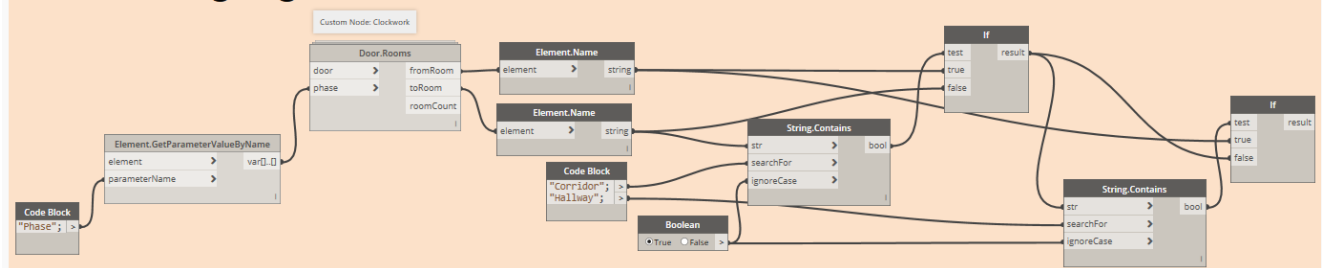 Custom Node: Clockwork
Door.Rooms
door > fromRoom
phase > toRoom
roomCount
Element.Name
element > string
Element.Name
element > string
If
test result
true
false
Element.GetParameterValueByName
element > var[]..[]
parameterName >
Code Block
"Phase"; >
Code Block
"Corridor"; >
"Hallway"; >
String.Contains
str > bool
searchFor >
ignoreCase >
Boolean
True False >
String.Contains
str > bool
searchFor >
ignoreCase >
If
test result
true
false